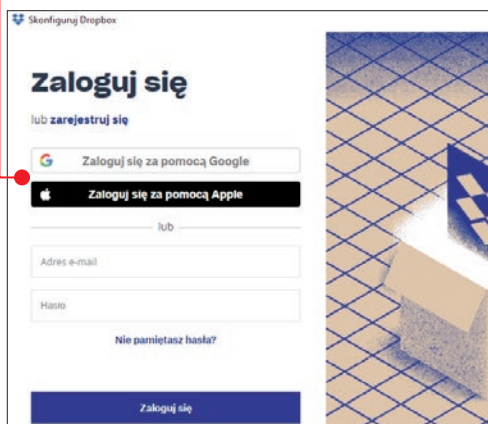 Skonfiguruj Dropbox
Zaloguj się
lub zarejestruj się
Zaloguj się za pomocą Google
Zaloguj się za pomocą Apple
lub
Adres e-mail
Hasło
Nie pamiętasz hasła?
Zaloguj się